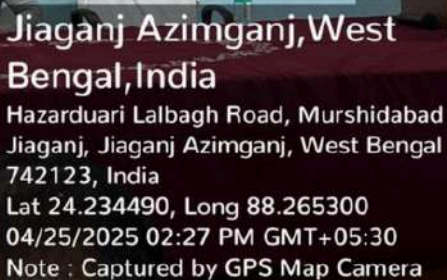 Jiaganj Azimganj,West
Bengal,India
Hazarduari Lalbagh Road, Murshidabad
Jiaganj, Jiaganj Azimganj, West Bengal
742123, India
Lat 24.234490, Long 88.265300
04/25/2025 02:27 PM GMT+05:30
Note : Captured by GPS Map Camera